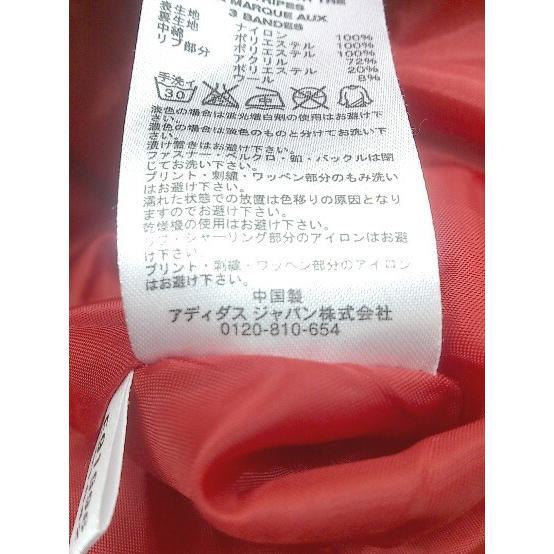 THE
STRIPES
MARQUE AUX
3 BANDES
表生地 ナイロン 100%
裏生地 ポリエステル 100%
中綿 ポリエステル 100%
リブ部分 アクリル 72%
ポリエステル 20%
ウール 8%
手洗イ
30
中
淡色の場合は蛍光増白剤の使用はお避け下
さい。
濃色の場合は淡色のものと分けてお洗い下
さい。
漬け置きはお避け下さい。
ファスナー・ベルクロ・釦・バックルは閉
じてお洗い下さい。
プリント・刺繍・ワッペン部分のもみ洗い
はお避け下さい。
濡れた状態での放置は色移りの原因となり
ますのでお避け下さい。
乾燥機の使用はお避け下さい。
リブ・シャーリング部分のアイロンはお避
け下さい。
プリント・刺繍・ワッペン部分のアイロン
はお避け下さい。
中国製
アディダス ジャパン株式会社
0120-810-654